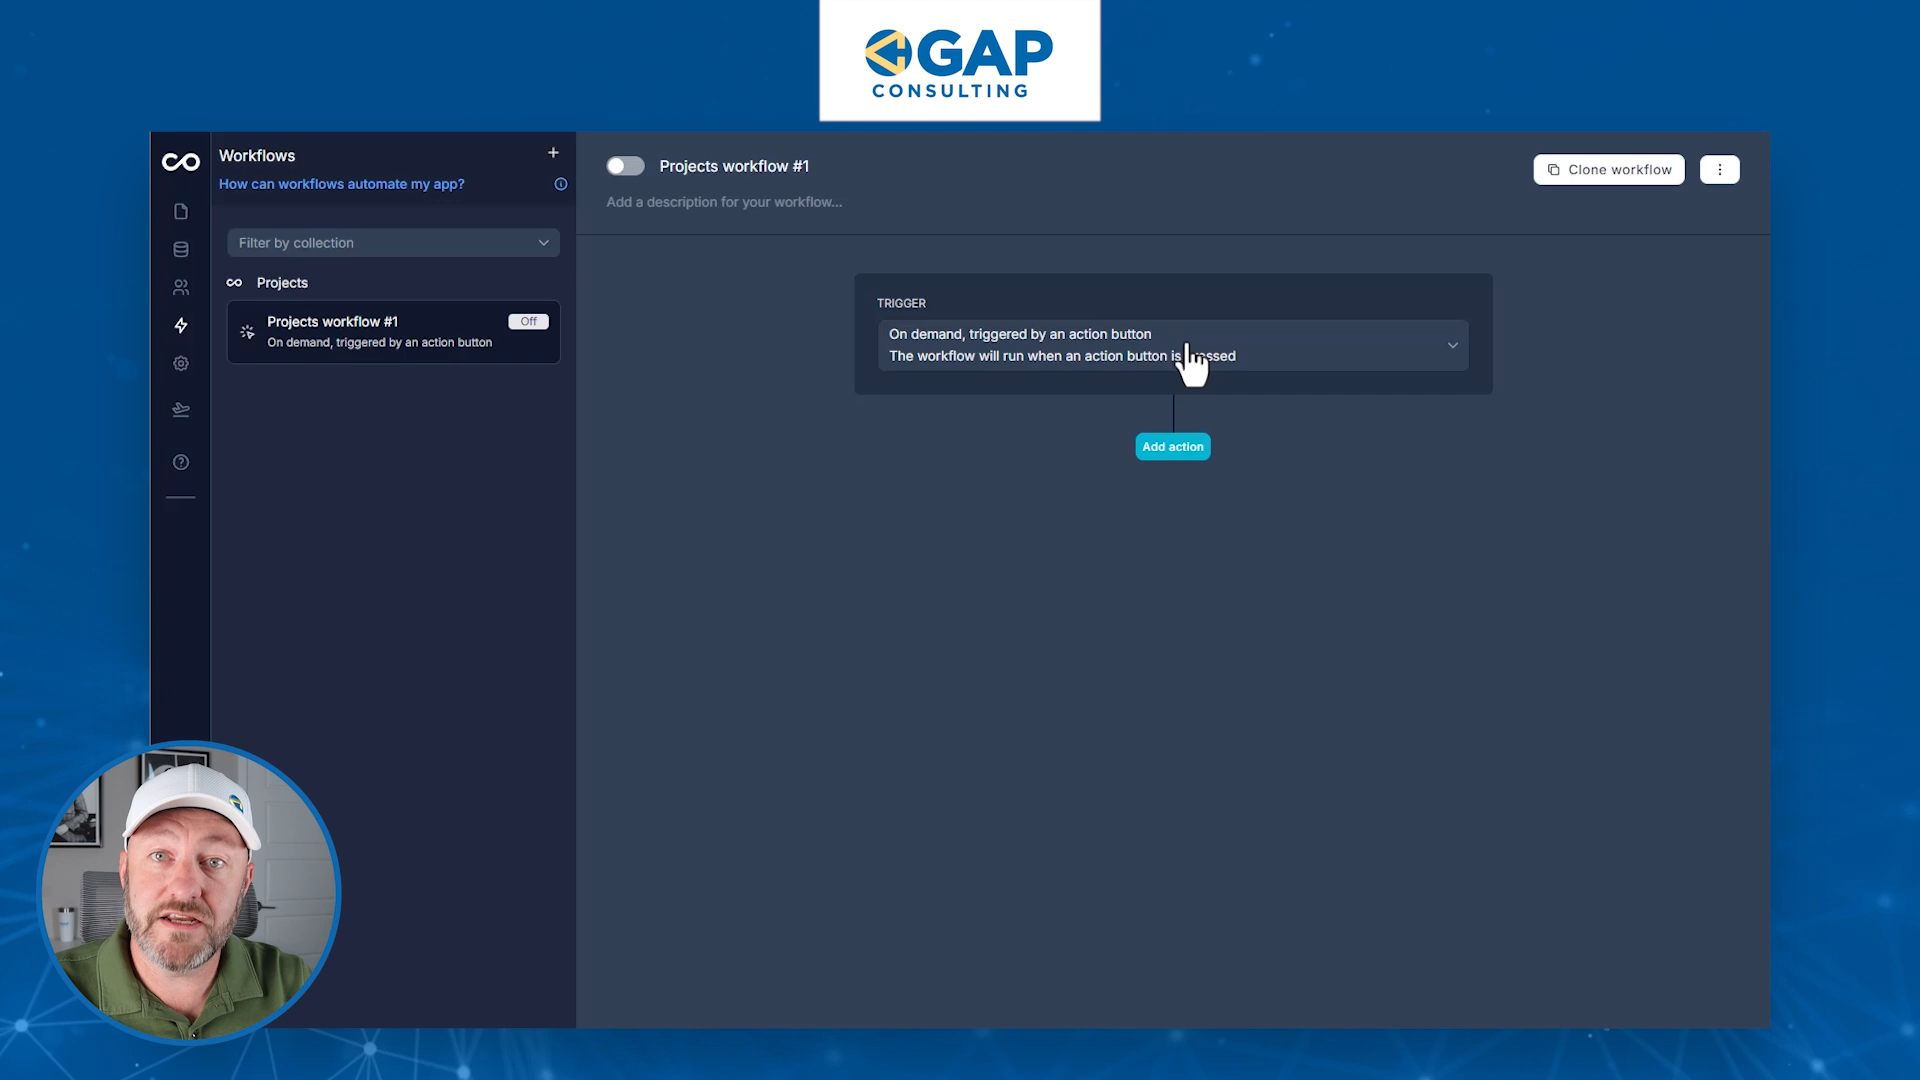 GAP
CONSULTING
Workflows
How can workflows automate my app?
Filter by collection
Projects
Projects workflow #1
Off
On demand, triggered by an action button
Projects workflow #1
Add a description for your workflow...
Clone workflow
TRIGGER
On demand, triggered by an action button
The workflow will run when an action button is
Add action